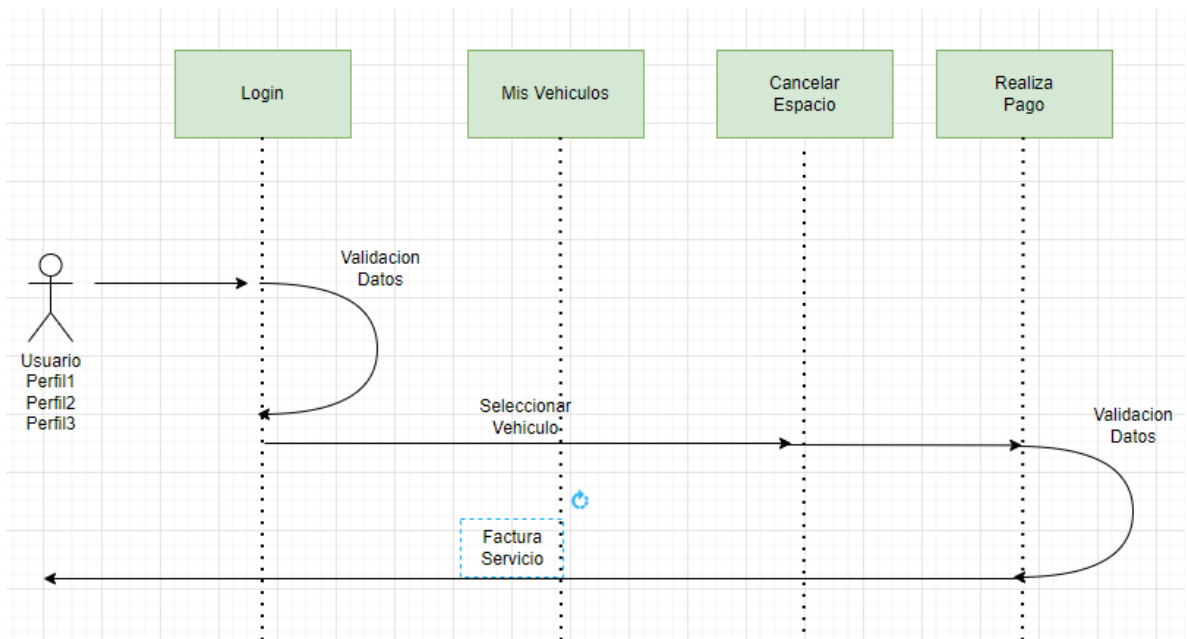 Login
Mis Vehiculos
Cancelar
Espacio
Realiza
Pago
Validacion
Datos
Usuario
Perfil1
Perfil2
Perfil3
Seleccionar
Vehiculo
Validacion
Datos
Factura
Servicio